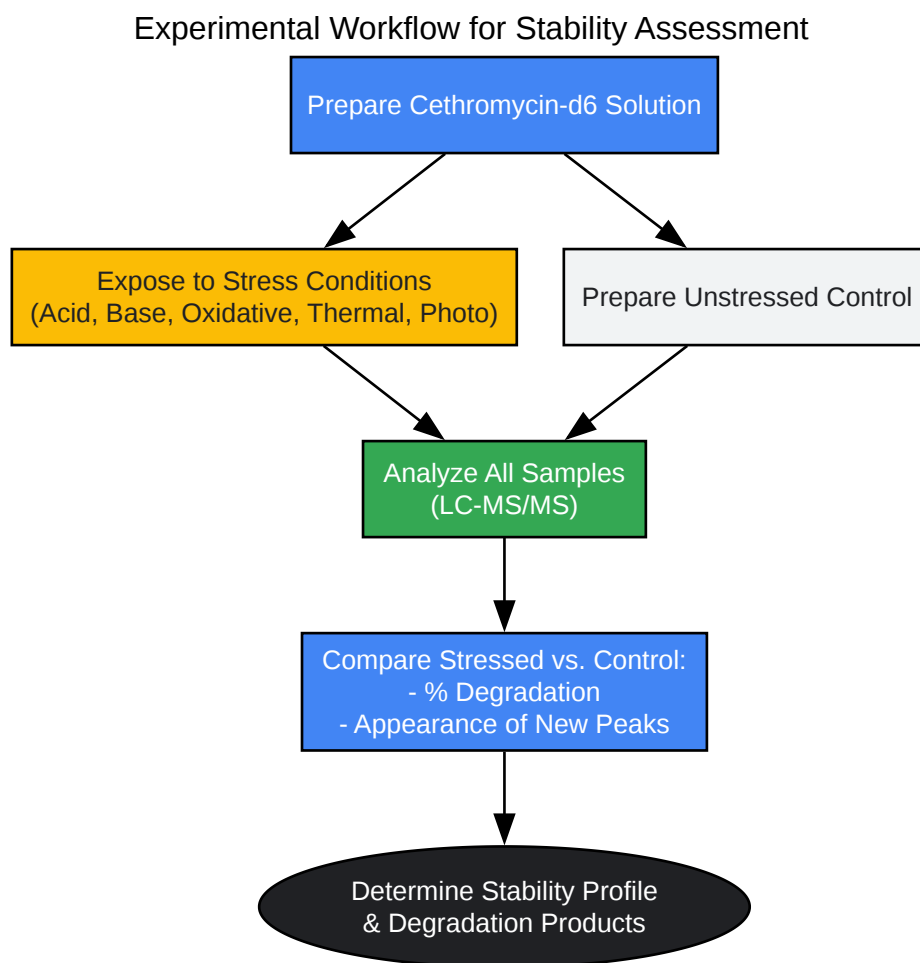 Experimental Workflow for Stability Assessment
Prepare Cethromycin-d6 Solution
Expose to Stress Conditions
(Acid, Base, Oxidative, Thermal, Photo)
Prepare Unstressed Control
Analyze All Samples
(LC-MS/MS)
Compare Stressed vs. Control:
- % Degradation
- Appearance of New Peaks
Determine Stability Profile
& Degradation Products